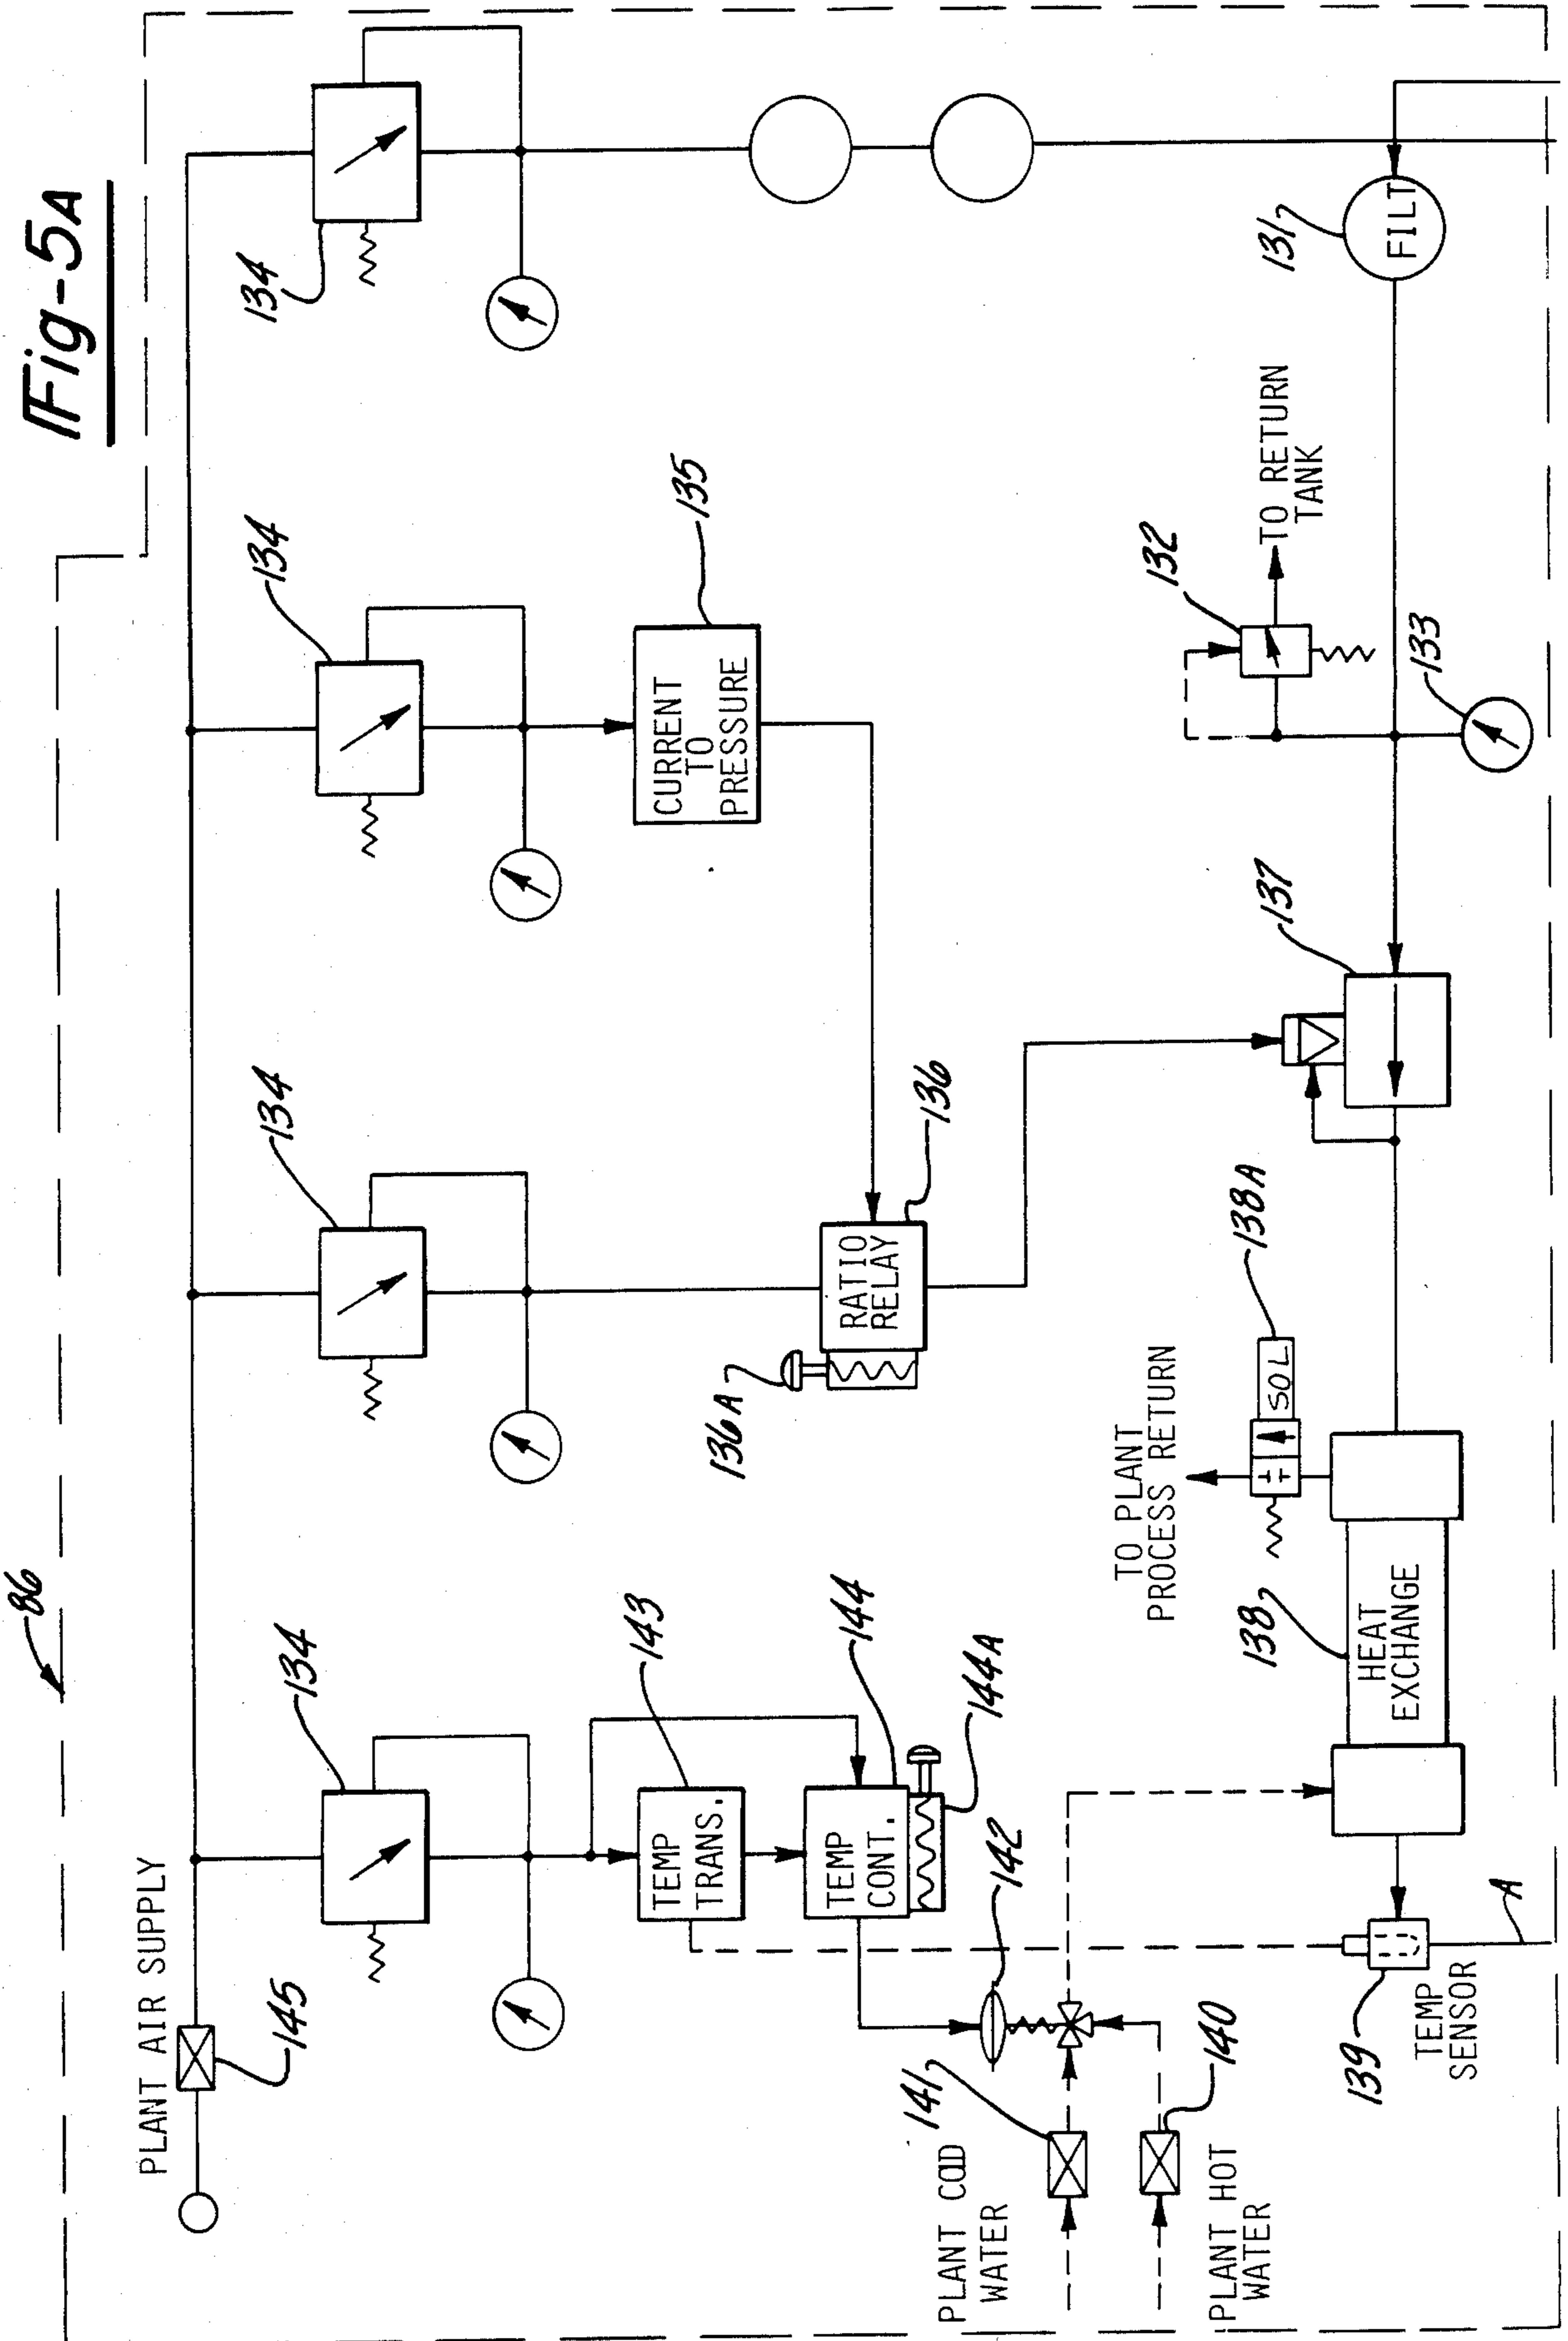 Fig-5A
86
PLANT AIR SUPPLY
145
134
134
134
134
143
TEMP
TRANS.
144
TEMP
CONT.
144A
142
136A
RATIO
RELAY
136
CURRENT
TO
PRESSURE
135
PLANT COLD
WATER
141
PLANT HOT
WATER
140
139
TEMP
SENSOR
A
138
HEAT
EXCHANGE
TO PLANT
PROCESS RETURN
SOL
138A
137
132
TO RETURN
TANK
133
131
FILT